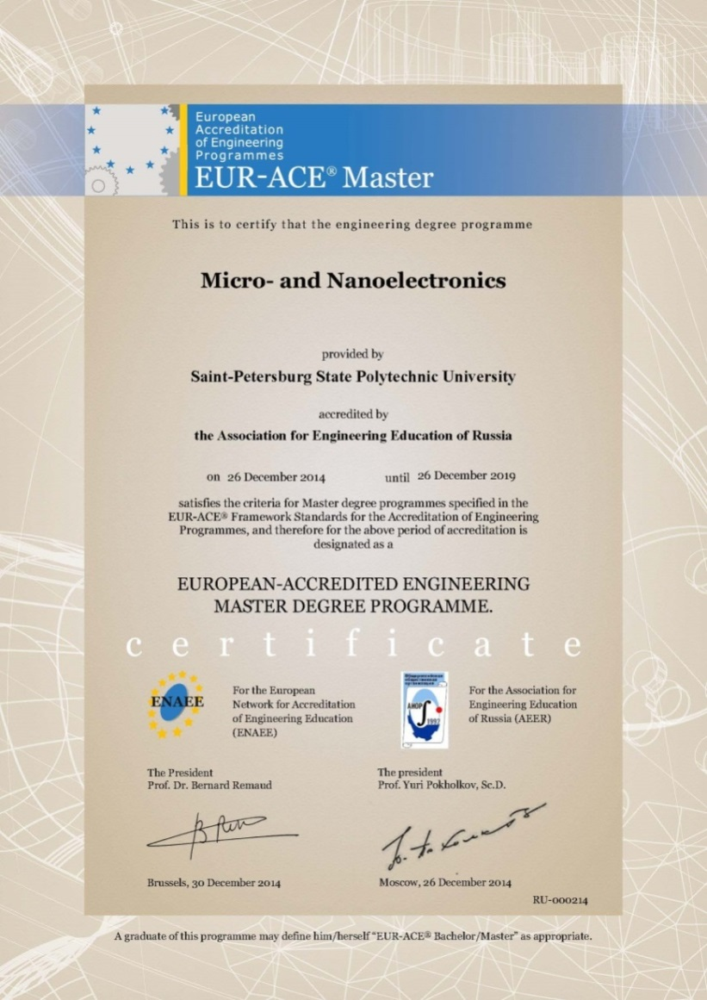 European
Accreditation
of Engineering
Programmes
EUR-ACE® Master
This is to certify that the engineering degree programme
Micro- and Nanoelectronics
provided by
Saint-Petersburg State Polytechnic University
accredited by
the Association for Engineering Education of Russia
on 26 December 2014 until 26 December 2019
satisfies the criteria for Master degree programmes specified in the
EUR-ACE® Framework Standards for the Accreditation of Engineering
Programmes, and therefore for the above period of accreditation is
designated as a
EUROPEAN-ACCREDITED ENGINEERING
MASTER DEGREE PROGRAMME.
certificate
ENAEE
For the European
Network for Accreditation
of Engineering Education
(ENAEE)
Общероссийская
общественная
организация
АИОР
1992
For the Association for
Engineering Education
of Russia (AEER)
The President
Prof. Dr. Bernard Remaud
The president
Prof. Yuri Pokholkov, Sc.D.
Brussels, 30 December 2014
Moscow, 26 December 2014
RU-000214
A graduate of this programme may define him/herself “EUR-ACE® Bachelor/Master” as appropriate.